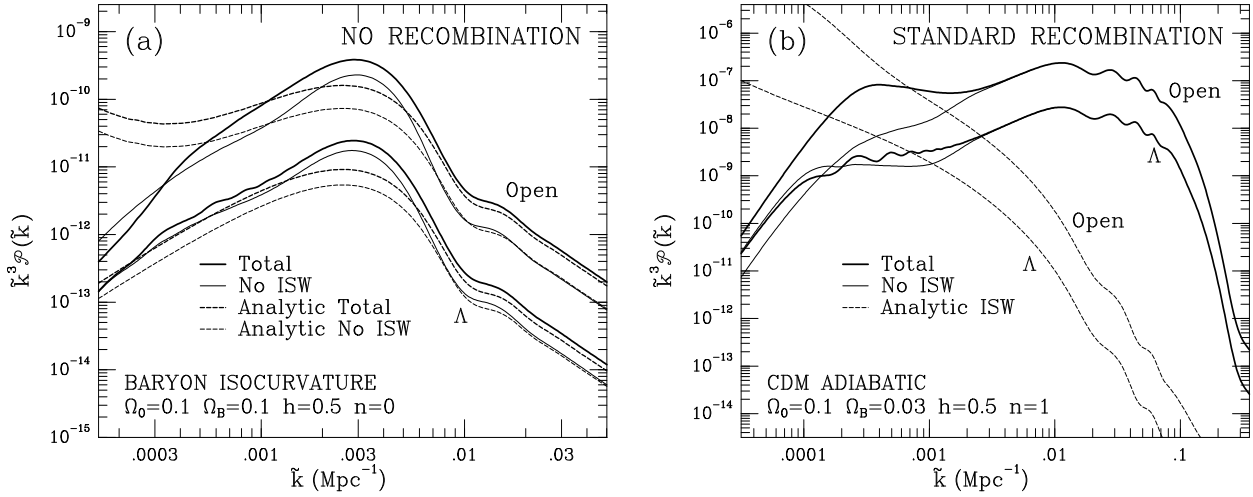 (a) NO RECOMBINATION
10⁻⁹
10⁻¹⁰
10⁻¹¹
10⁻¹²
10⁻¹³
10⁻¹⁴
10⁻¹⁵
k̃³𝒫(k̃)
Open
Total
No ISW
Analytic Total
Analytic No ISW
Λ
BARYON ISOCURVATURE
Ω₀=0.1 Ω_B=0.1 h=0.5 n=0
.0003 .001 .003 .01 .03
k̃ (Mpc⁻¹)
(b) STANDARD RECOMBINATION
10⁻⁶
10⁻⁷
10⁻⁸
10⁻⁹
10⁻¹⁰
10⁻¹¹
10⁻¹²
10⁻¹³
10⁻¹⁴
k̃³𝒫(k̃)
Open
Λ
Open
Λ
Total
No ISW
Analytic ISW
CDM ADIABATIC
Ω₀=0.1 Ω_B=0.03 h=0.5 n=1
.0001 .001 .01 .1
k̃ (Mpc⁻¹)